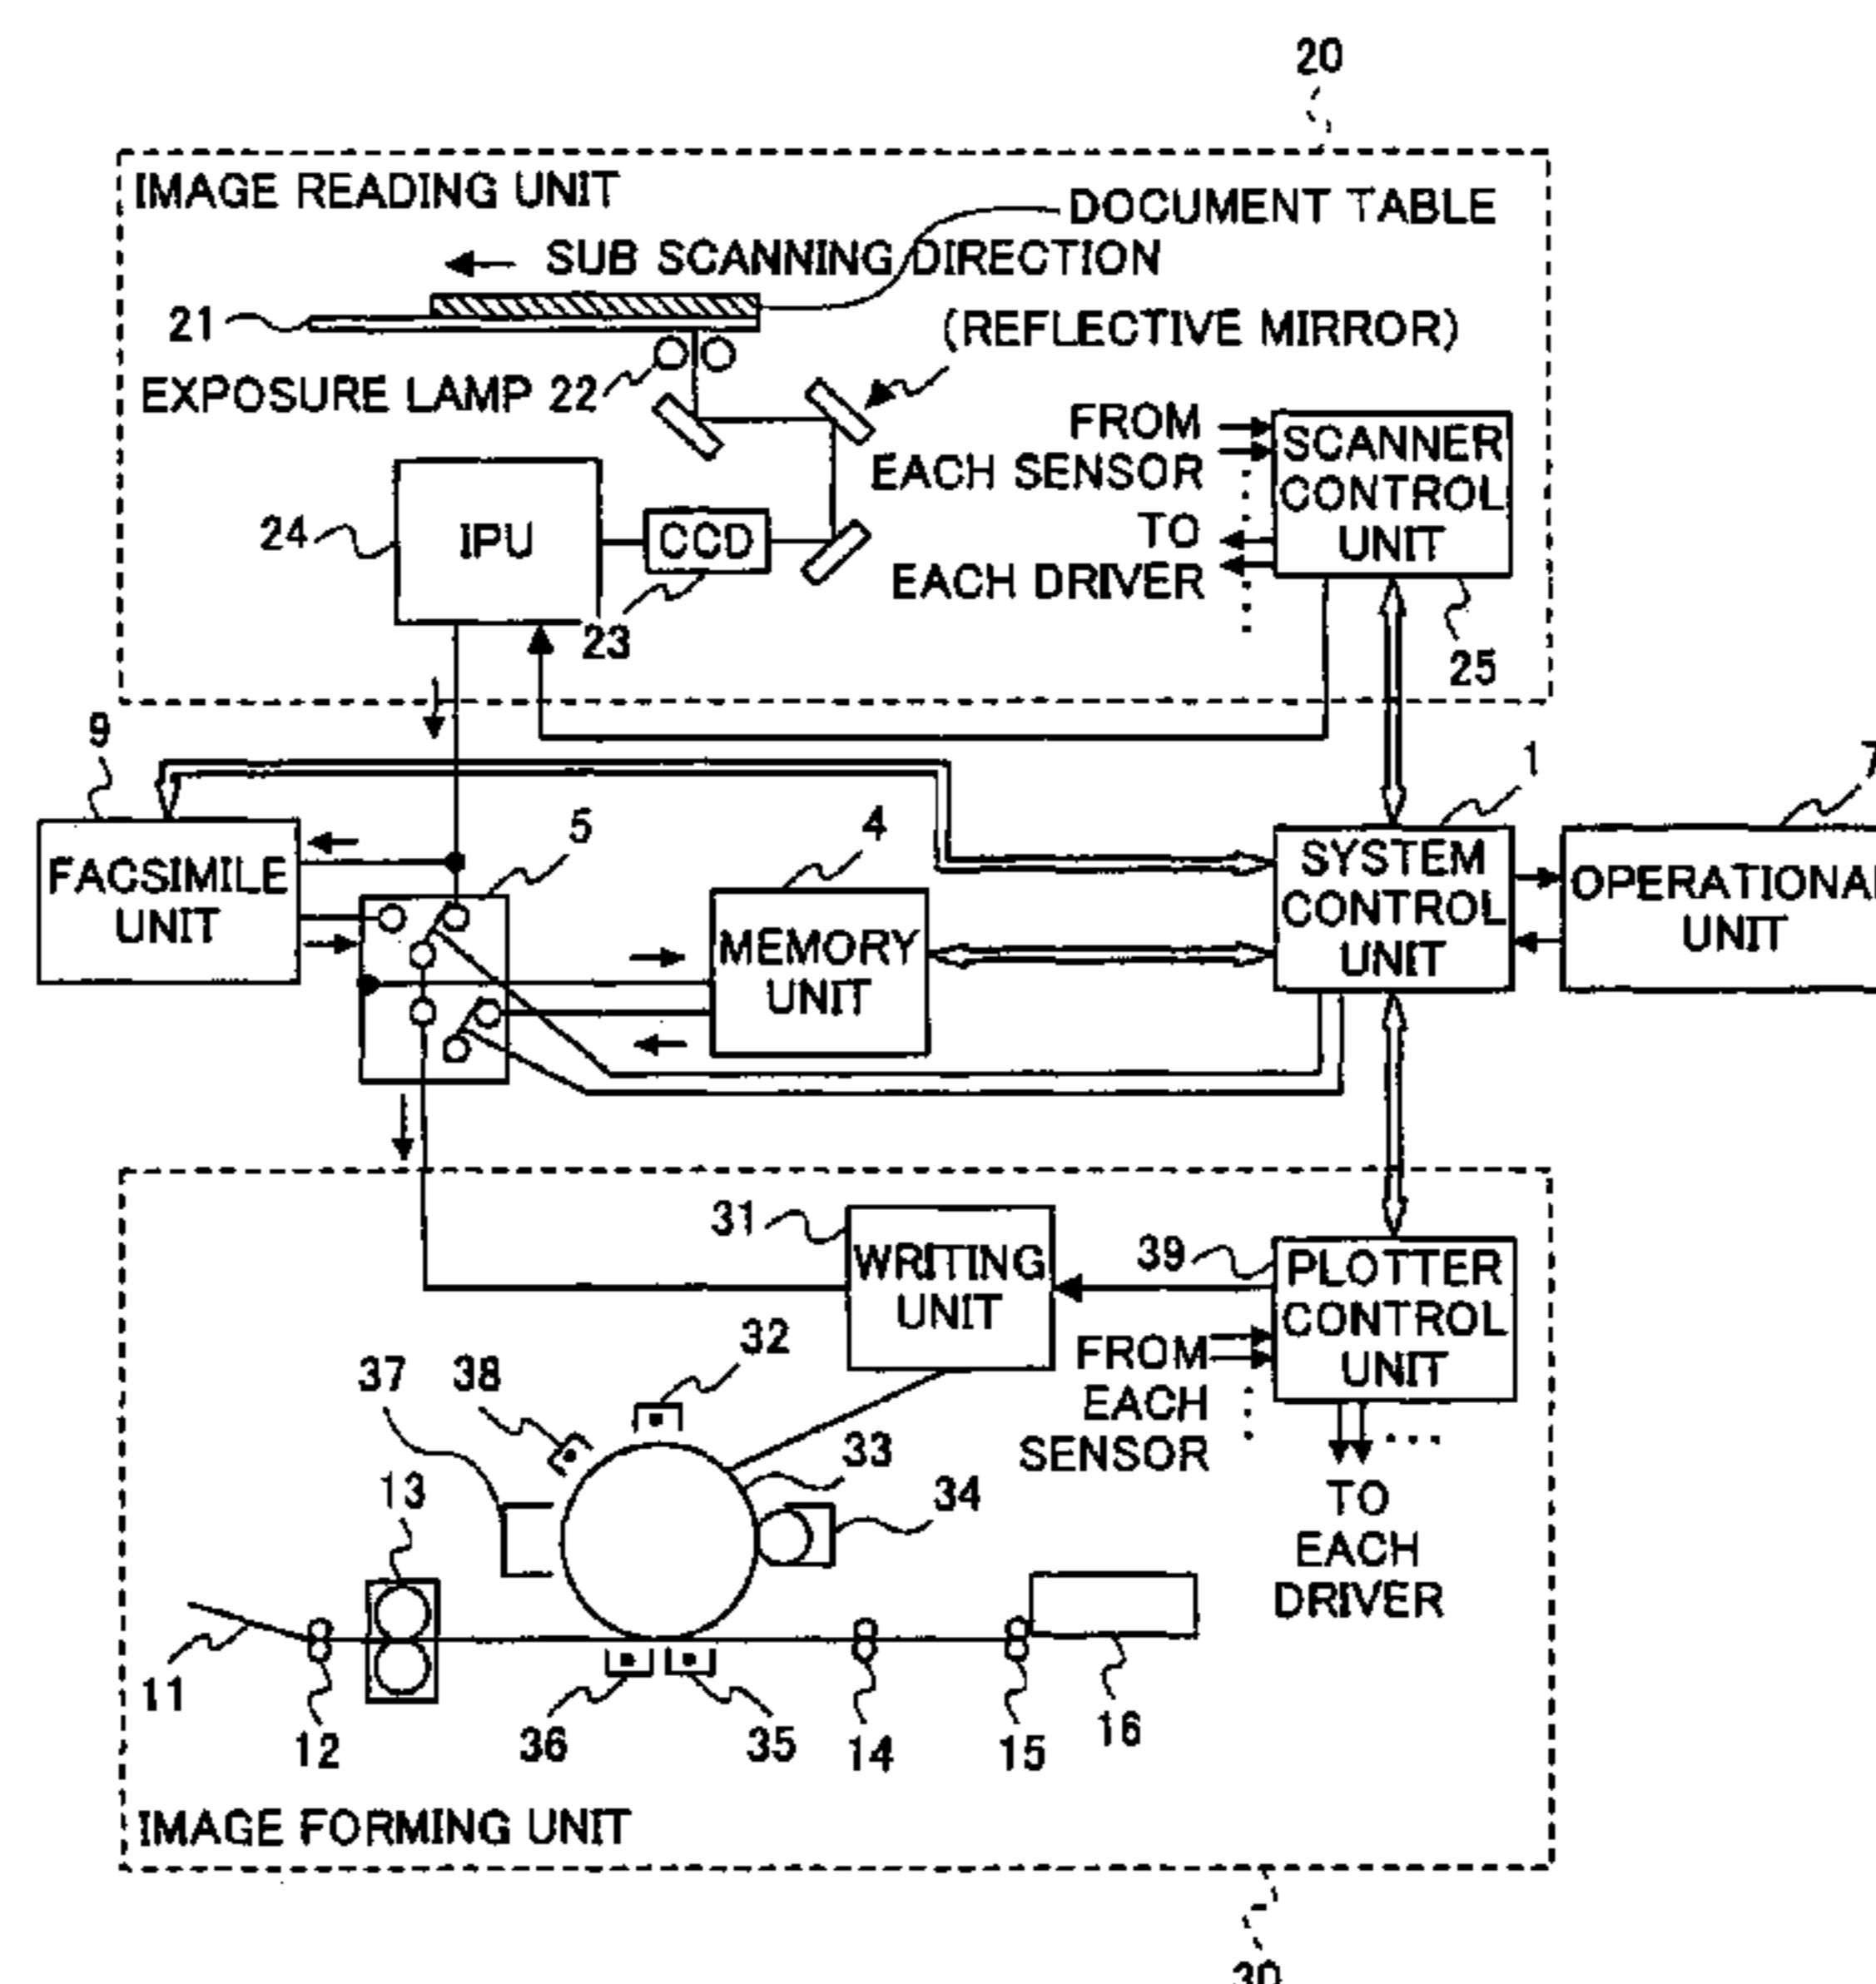 20
IMAGE READING UNIT
DOCUMENT TABLE
SUB SCANNING DIRECTION
21
(REFLECTIVE MIRROR)
EXPOSURE LAMP 22
FROM
EACH SENSOR
TO
EACH DRIVER
SCANNER
CONTROL
UNIT
24
IPU
CCD
23
25
9
5
4
1
7
FACSIMILE
UNIT
MEMORY
UNIT
SYSTEM
CONTROL
UNIT
OPERATIONAL
UNIT
31
WRITING
UNIT
39
PLOTTER
CONTROL
UNIT
FROM
EACH
SENSOR
TO
EACH
DRIVER
32
38
37
33
13
34
11
12
36
35
14
15
16
IMAGE FORMING UNIT
30